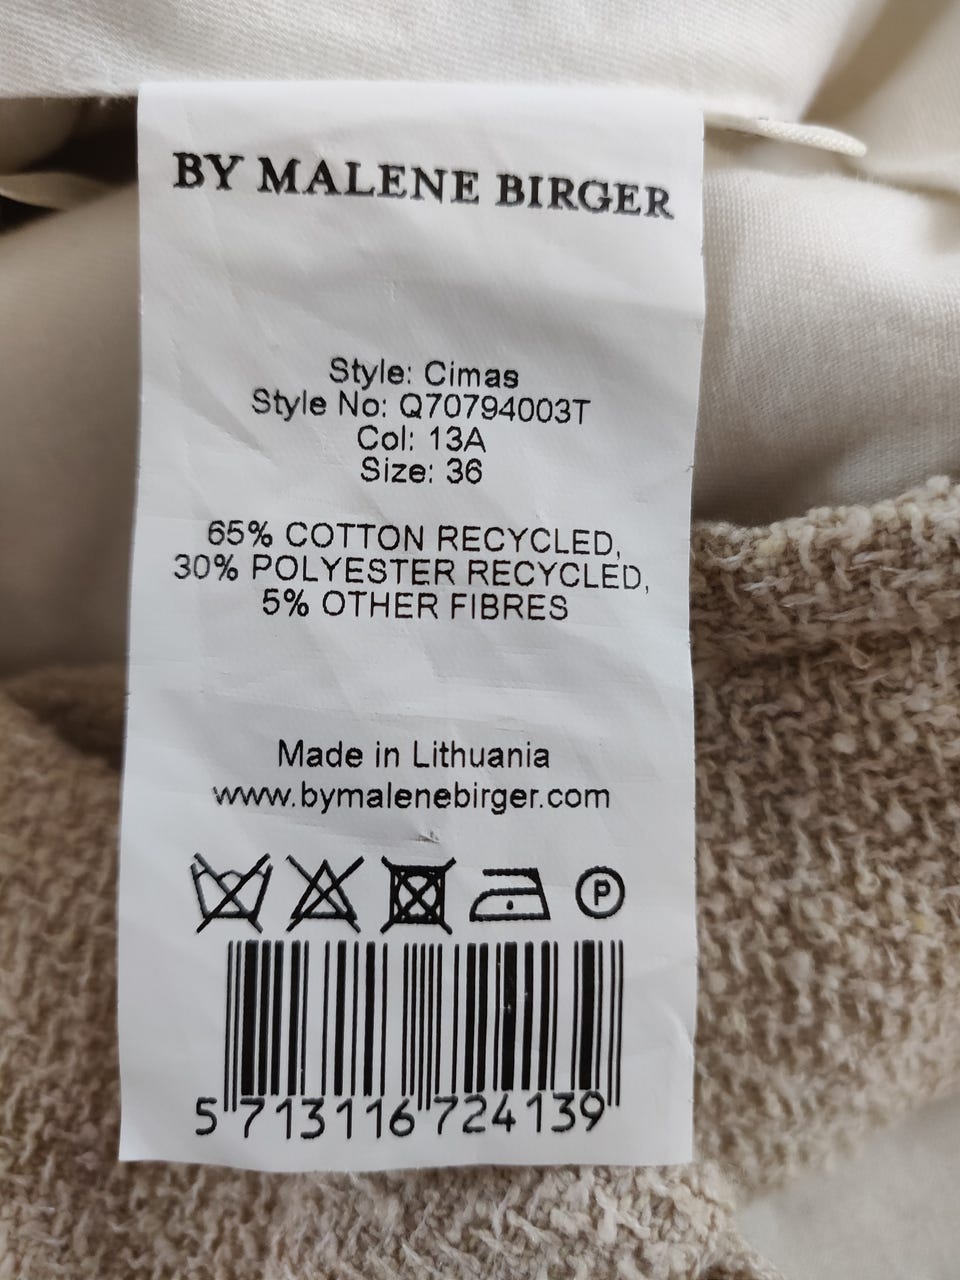 BY MALENE BIRGER
Style: Cimas
Style No: Q70794003T
Col: 13A
Size: 36
65% COTTON RECYCLED,
30% POLYESTER RECYCLED,
5% OTHER FIBRES
Made in Lithuania
www.bymalenebirger.com
P
5 713116 724139